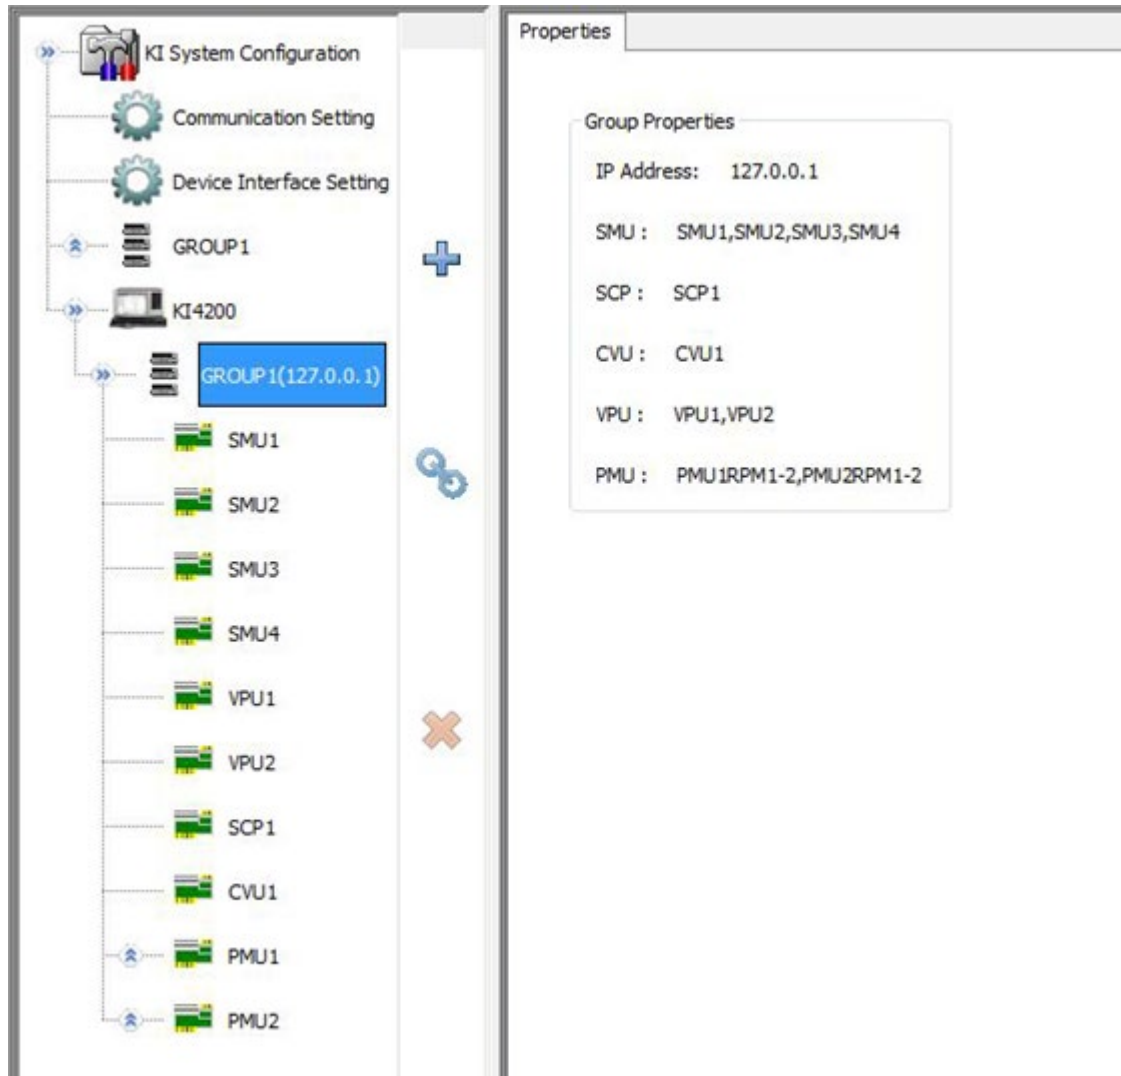 KI System Configuration
Communication Setting
Device Interface Setting
GROUP1
KI4200
GROUP1(127.0.0.1)
SMU1
SMU2
SMU3
SMU4
VPU1
VPU2
SCP1
CVU1
PMU1
PMU2
Properties
Group Properties
IP Address: 127.0.0.1
SMU : SMU1,SMU2,SMU3,SMU4
SCP : SCP1
CVU : CVU1
VPU : VPU1,VPU2
PMU : PMU1RPM1-2,PMU2RPM1-2